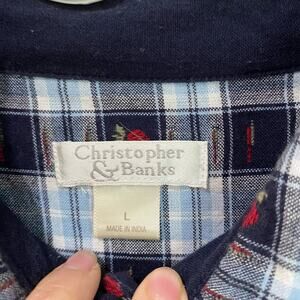 Christopher
& Banks
L
MADE IN INDIA